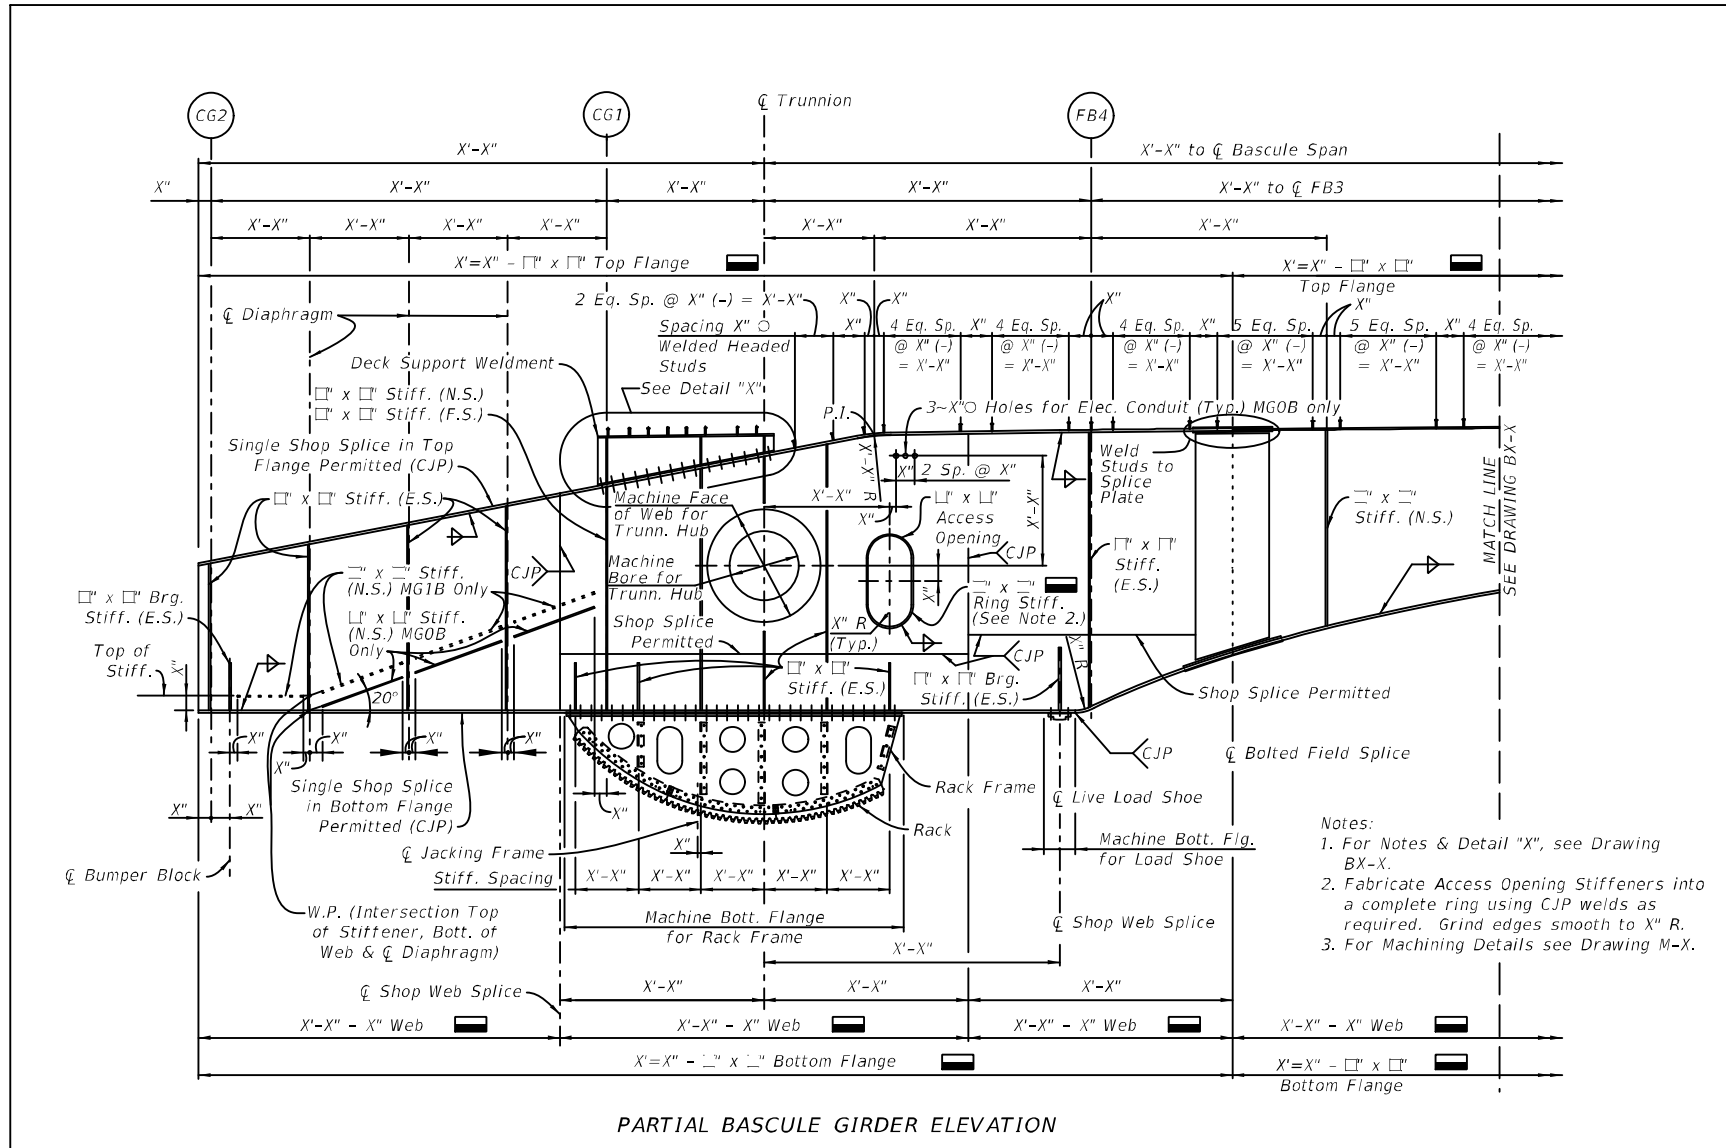 CG2
CG1
℄ Trunnion
FB4
X'-X"
X'-X" to ℄ Bascule Span
X"
X'-X"
X'-X"
X'-X"
X'-X" to ℄ FB3
X'-X"
X'-X"
X'-X"
X'-X"
X'-X"
X'-X"
X'-X"
X'=X" - □" x □" Top Flange
X'=X" - □" x □"
Top Flange
2 Eq. Sp. @ X" (-) = X'-X"
X"
X"
X"
X"
℄ Diaphragm
Spacing X" ○
Welded Headed
Studs
X"
4 Eq. Sp.
@ X" (-)
= X'-X"
X"
4 Eq. Sp.
@ X" (-)
= X'-X"
4 Eq. Sp.
@ X" (-)
= X'-X"
X"
5 Eq. Sp.
@ X" (-)
= X'-X"
5 Eq. Sp.
@ X" (-)
= X'-X"
X"
4 Eq. Sp.
@ X" (-)
= X'-X"
Deck Support Weldment
See Detail "X"
□" x □" Stiff. (N.S.)
□" x □" Stiff. (F.S.)
P.I.
3~X"○ Holes for Elec. Conduit (Typ.) MG0B only
Single Shop Splice in Top
Flange Permitted (CJP)
X'-X" R
X"
2 Sp. @ X"
Weld
Studs to
Splice
Plate
MATCH LINE
SEE DRAWING BX-X
□" x □" Stiff. (E.S.)
Machine Face
of Web for
Trunn. Hub
X'-X"
X"
□" x □"
Access
Opening
X'-X"
□" x □"
Stiff. (N.S.)
CJP
CJP
□" x □"
Stiff.
(E.S.)
Machine
Bore for
Trunn. Hub
□" x □" Stiff.
(N.S.) MG1B Only
□" x □" Brg.
Stiff. (E.S.)
□" x □" Stiff.
(N.S.) MG0B
Only
X"
□" x □"
Ring Stiff.
(See Note 2.)
Shop Splice
Permitted
X" R
(Typ.)
Top of
Stiff.
X"
20°
CJP
X" R
□" x □"
Stiff. (E.S.)
□" x □" Brg.
Stiff. (E.S.)
Shop Splice Permitted
X"
X"
X"
X"
X"
CJP
℄ Bolted Field Splice
Single Shop Splice
in Bottom Flange
Permitted (CJP)
X"
Rack Frame
℄ Live Load Shoe
X"
X"
Rack
Machine Bott. Flg.
for Load Shoe
℄ Jacking Frame
X"
℄ Bumper Block
Stiff. Spacing
X'-X"
X'-X"
X'-X"
X'-X"
X'-X"
W.P. (Intersection Top
of Stiffener, Bott. of
Web & ℄ Diaphragm)
Machine Bott. Flange
for Rack Frame
℄ Shop Web Splice
X'-X"
Notes:
1. For Notes & Detail "X", see Drawing
BX-X.
2. Fabricate Access Opening Stiffeners into
a complete ring using CJP welds as
required. Grind edges smooth to X" R.
3. For Machining Details see Drawing M-X.
℄ Shop Web Splice
X'-X"
X'-X"
X'-X"
X'-X" - X" Web
X'-X" - X" Web
X'-X" - X" Web
X'-X" - X" Web
X'=X" - □" x □" Bottom Flange
X'=X" - □" x □"
Bottom Flange
PARTIAL BASCULE GIRDER ELEVATION